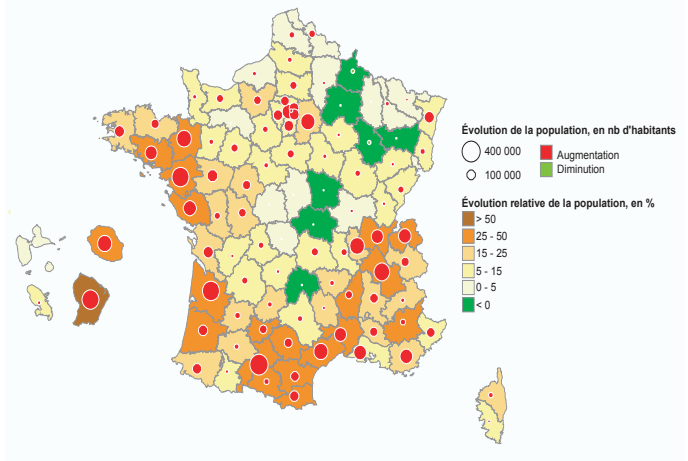 Évolution de la population, en nb d'habitants
400 000
100 000
Augmentation
Diminution
Évolution relative de la population, en %
> 50
25 - 50
15 - 25
5 - 15
0 - 5
< 0